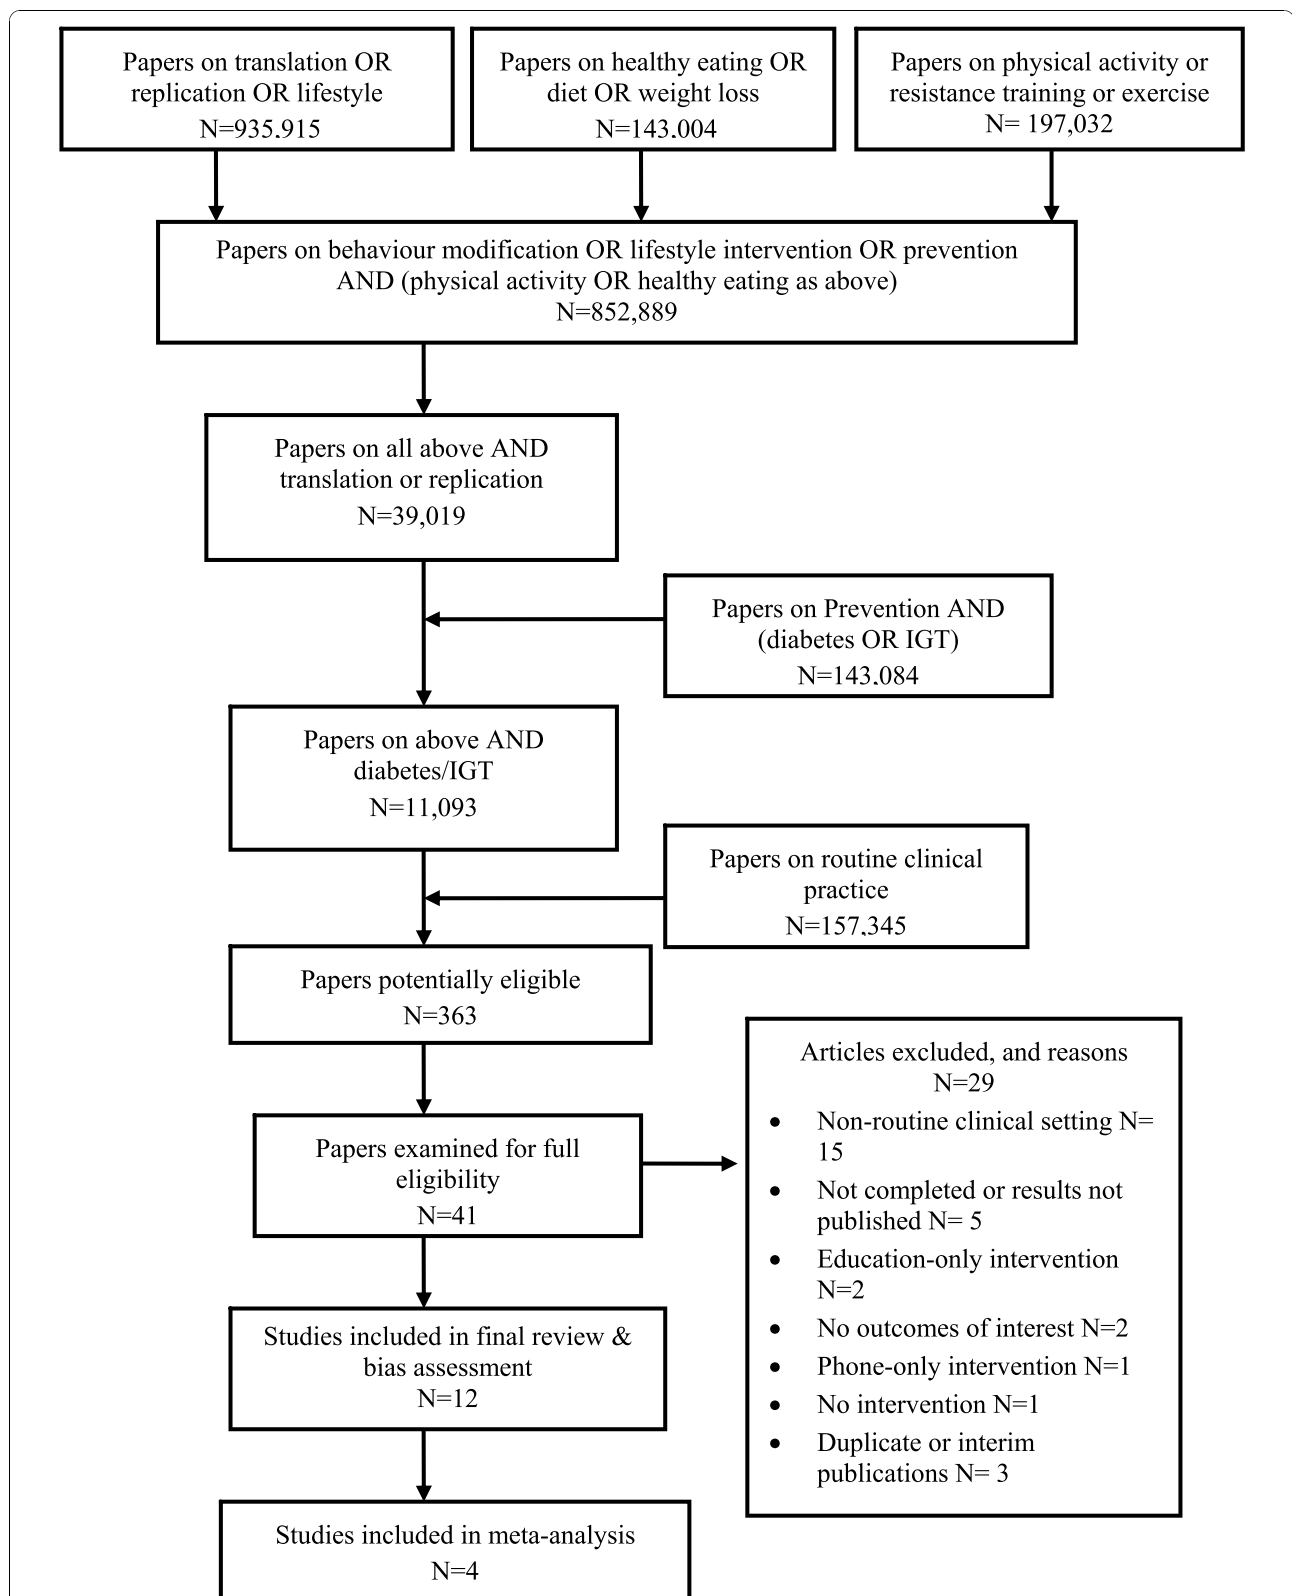 Papers on translation OR
replication OR lifestyle
N=935,915
Papers on healthy eating OR
diet OR weight loss
N=143,004
Papers on physical activity or
resistance training or exercise
N= 197,032
Papers on behaviour modification OR lifestyle intervention OR prevention
AND (physical activity OR healthy eating as above)
N=852,889
Papers on all above AND
translation or replication
N=39,019
Papers on Prevention AND
(diabetes OR IGT)
N=143,084
Papers on above AND
diabetes/IGT
N=11,093
Papers on routine clinical
practice
N=157,345
Papers potentially eligible
N=363
Papers examined for full
eligibility
N=41
Articles excluded, and reasons
N=29
• Non-routine clinical setting N=
15
• Not completed or results not
published N= 5
• Education-only intervention
N=2
• No outcomes of interest N=2
• Phone-only intervention N=1
• No intervention N=1
• Duplicate or interim
publications N= 3
Studies included in final review &
bias assessment
N=12
Studies included in meta-analysis
N=4